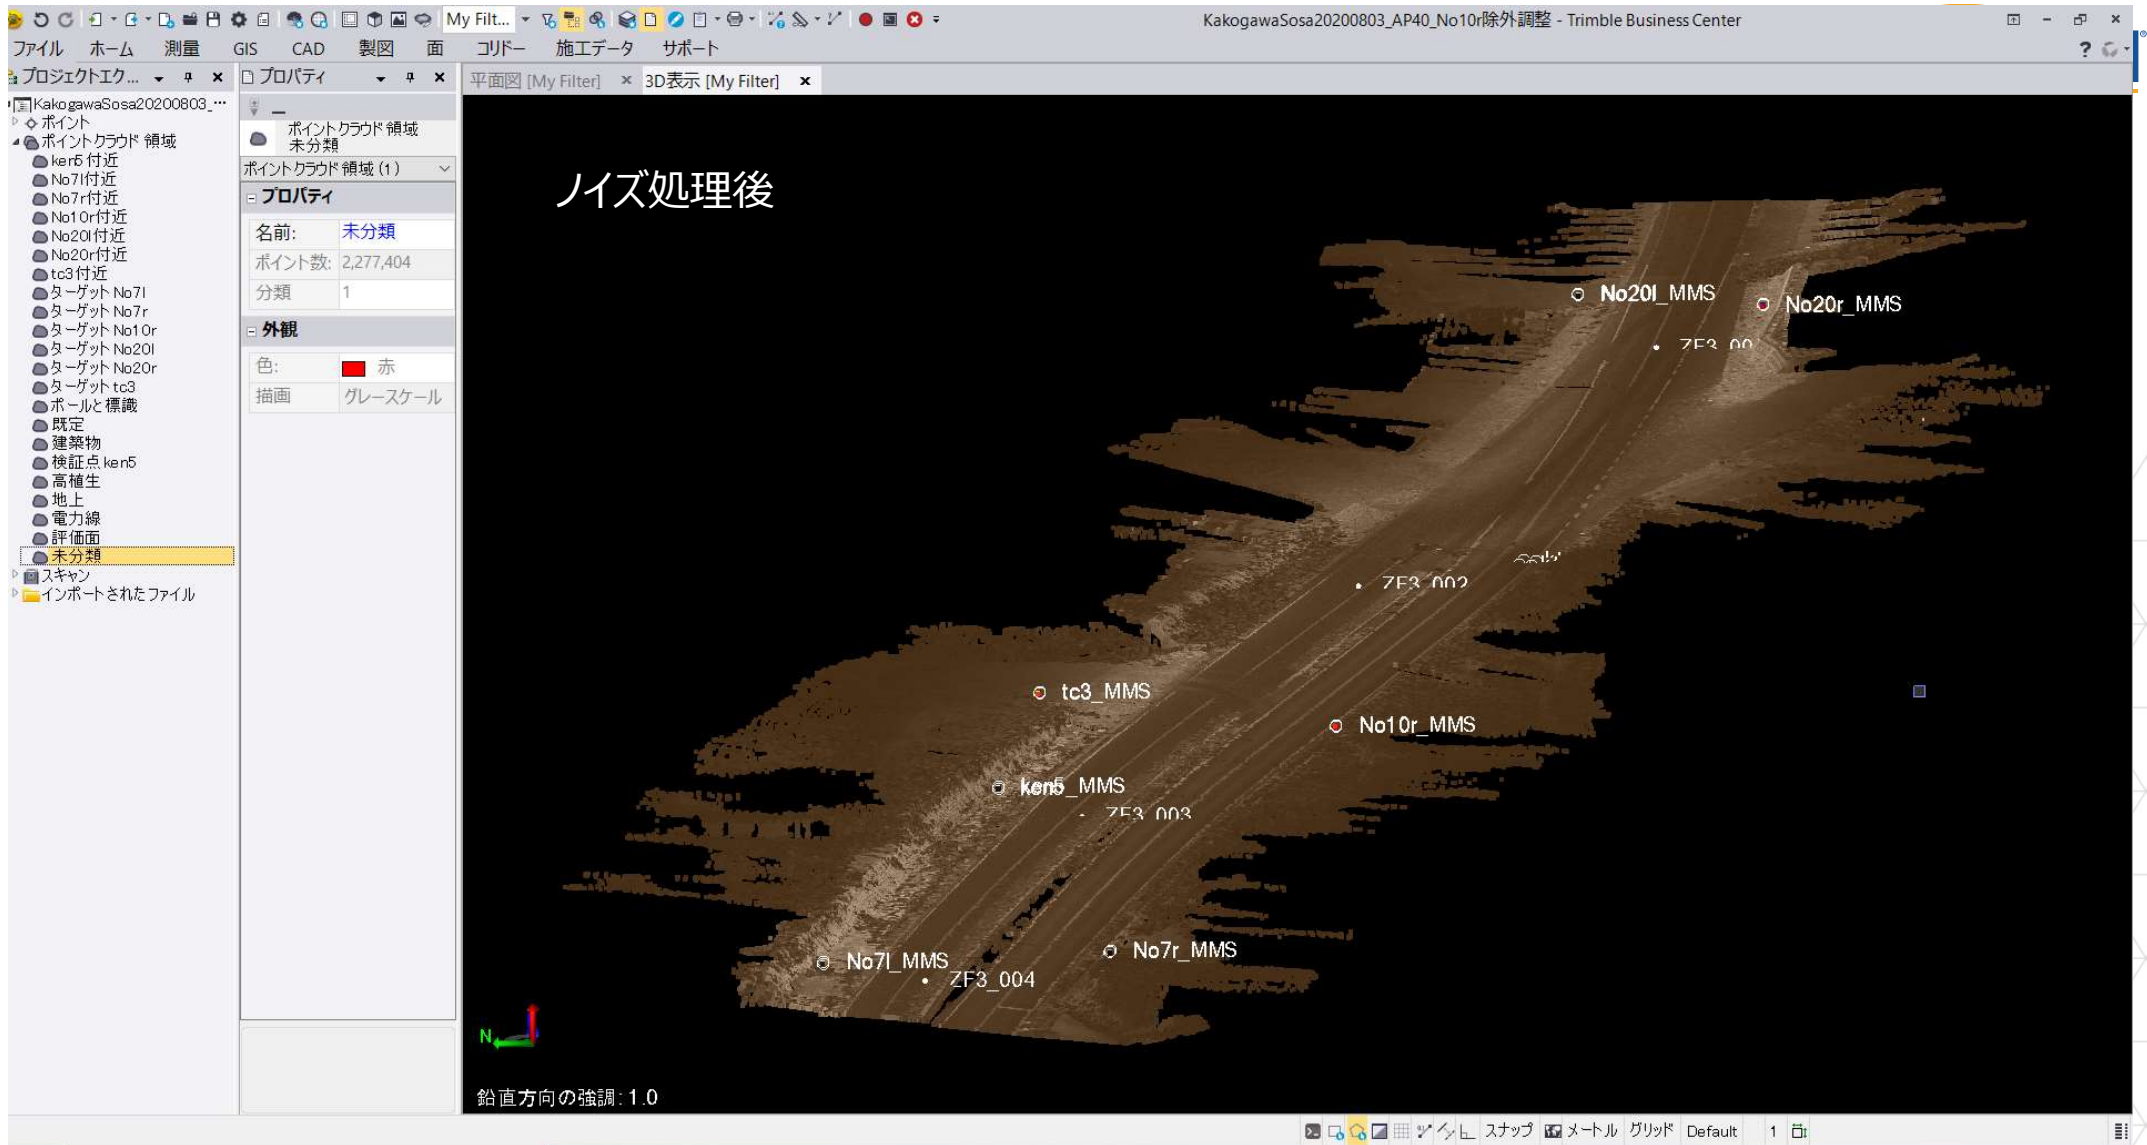 My Filt...
KakogawaSosa20200803_AP40_No10r除外調整 - Trimble Business Center
ファイル ホーム 測量 GIS CAD 製図 面 コリドー 施工データ サポート
プロジェクトエク...
プロパティ
平面図 [My Filter]
3D表示 [My Filter]
KakogawaSosa20200803_...
ポイント
ポイントクラウド 領域
ken5 付近
No7l付近
No7r付近
No10r付近
No20l付近
No20r付近
tc3 付近
ターゲット No7l
ターゲット No7r
ターゲット No10r
ターゲット No20l
ターゲット No20r
ターゲット tc3
ポールと標識
既定
建築物
検証点 ken5
高植生
地上
電力線
評価面
未分類
スキャン
インポートされたファイル
ポイントクラウド 領域
未分類
ポイントクラウド 領域 (1)
プロパティ
名前: 未分類
ポイント数: 2,277,404
分類 1
外観
色: 赤
描画 グレースケール
ノイズ処理後
No20l_MMS
No20r_MMS
ZF3_00
ZF3_002
tc3_MMS
No10r_MMS
ken5_MMS
ZF3_003
No7r_MMS
No7l_MMS
ZF3_004
N
鉛直方向の強調: 1.0
スナップ メートル グリッド Default 1